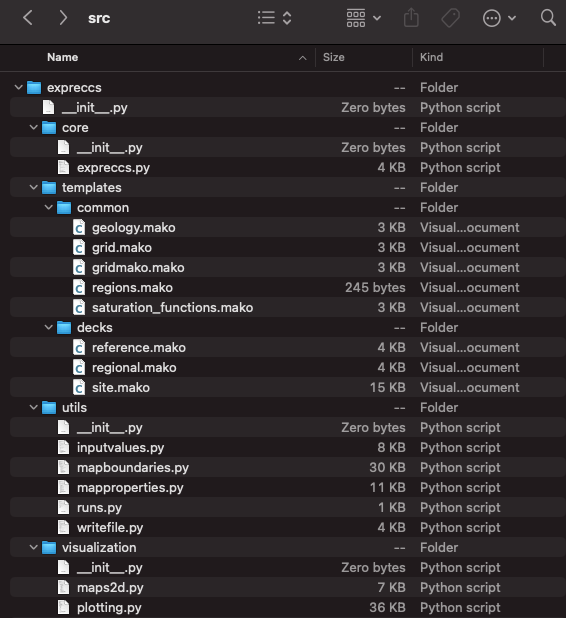 src
Name Size Kind
expreccs -- Folder
__init__.py Zero bytes Python script
core -- Folder
__init__.py Zero bytes Python script
expreccs.py 4 KB Python script
templates -- Folder
common -- Folder
geology.mako 3 KB Visual...ocument
grid.mako 3 KB Visual...ocument
gridmako.mako 3 KB Visual...ocument
regions.mako 245 bytes Visual...ocument
saturation_functions.mako 3 KB Visual...ocument
decks -- Folder
reference.mako 4 KB Visual...ocument
regional.mako 4 KB Visual...ocument
site.mako 15 KB Visual...ocument
utils -- Folder
__init__.py Zero bytes Python script
inputvalues.py 8 KB Python script
mapboundaries.py 30 KB Python script
mapproperties.py 11 KB Python script
runs.py 1 KB Python script
writefile.py 4 KB Python script
visualization -- Folder
__init__.py Zero bytes Python script
maps2d.py 7 KB Python script
plotting.py 36 KB Python script